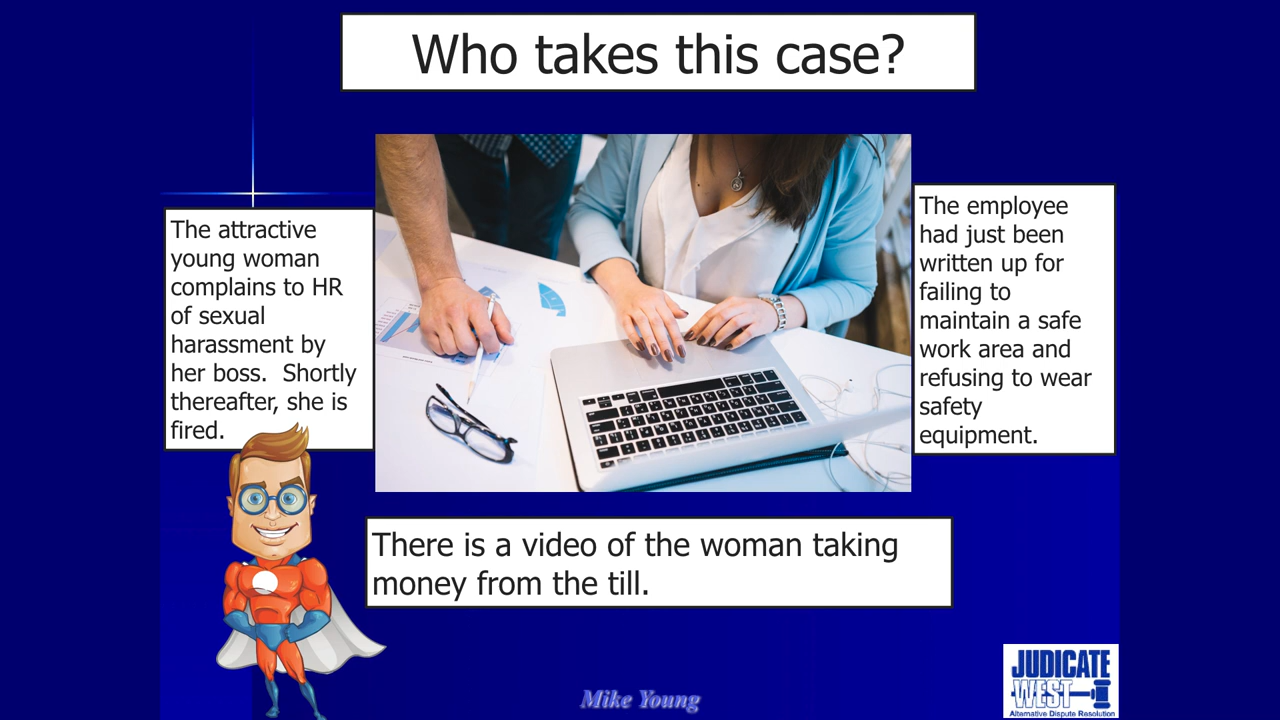 Who takes this case?
The attractive
young woman
complains to HR
of sexual
harassment by
her boss.  Shortly
thereafter, she is
fired.
The employee
had just been
written up for
failing to
maintain a safe
work area and
refusing to wear
safety
equipment.
There is a video of the woman taking
money from the till.
Mike Young
JUDICATE
WEST
Alternative Dispute Resolution